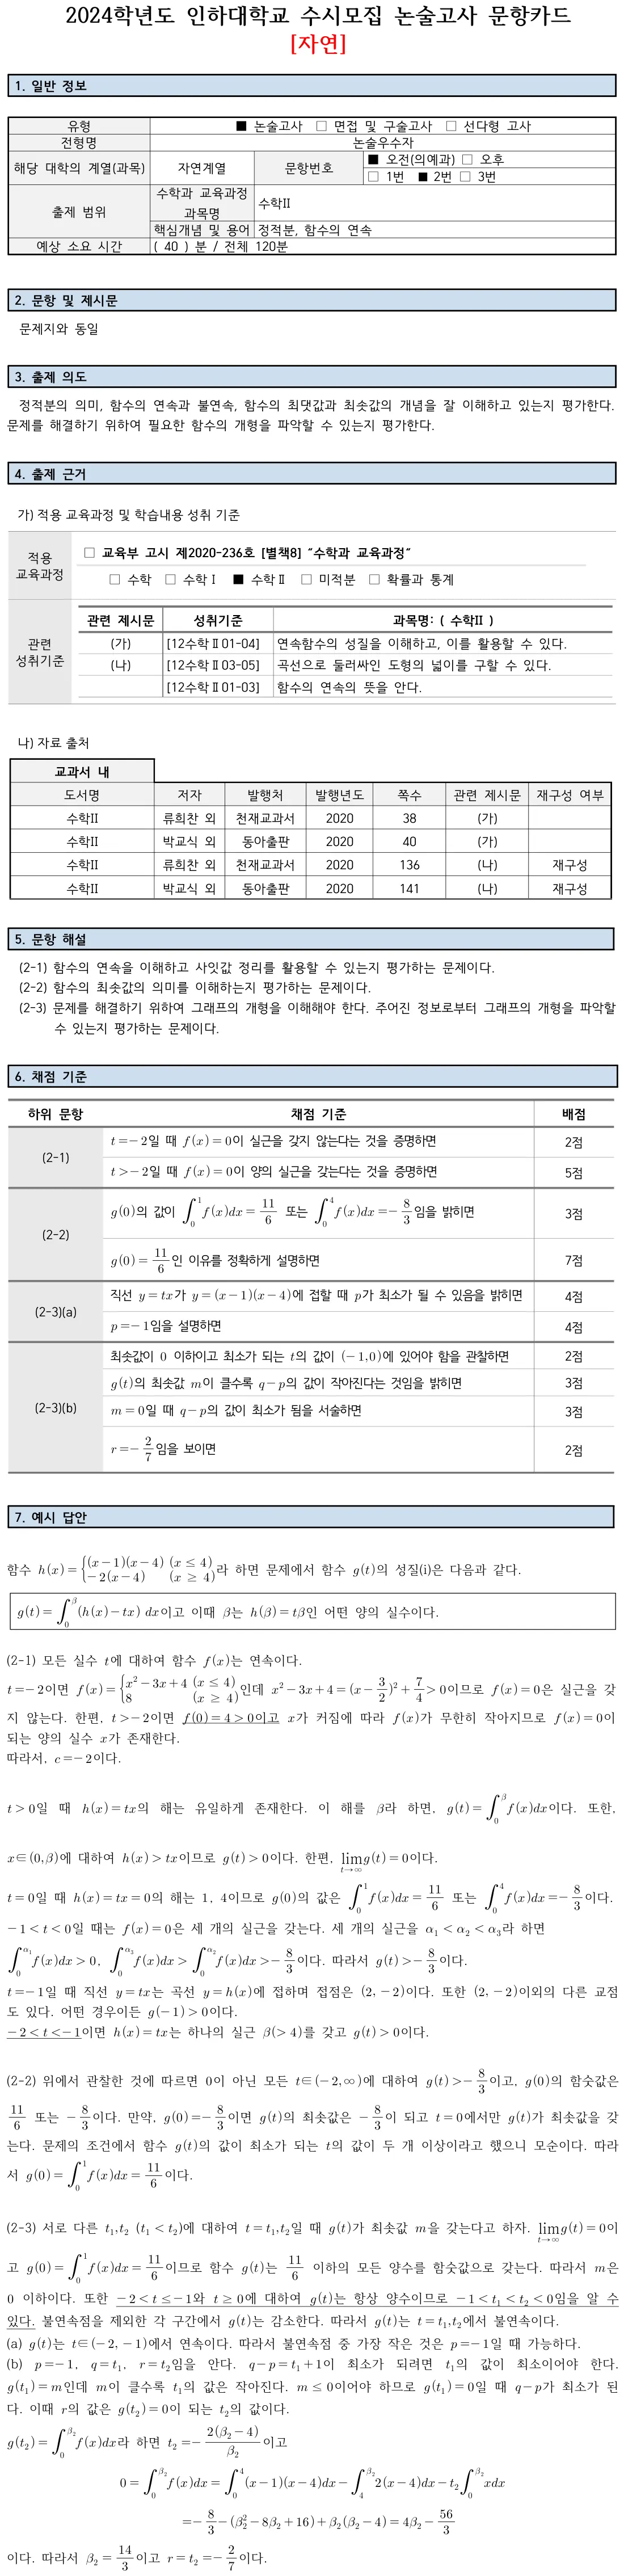 2024학년도 인하대학교 수시모집 논술고사 문항카드
[자연]
1. 일반 정보
유형 ■ 논술고사 □ 면접 및 구술고사 □ 선다형 고사
전형명 논술우수자
해당 대학의 계열(과목) 자연계열 문항번호 ■ 오전(의예과) □ 오후
□ 1번 ■ 2번 □ 3번
출제 범위 수학과 교육과정 과목명 수학II
핵심개념 및 용어 정적분, 함수의 연속
예상 소요 시간 ( 40 ) 분 / 전체 120분
2. 문항 및 제시문
문제지와 동일
3. 출제 의도
정적분의 의미, 함수의 연속과 불연속, 함수의 최댓값과 최솟값의 개념을 잘 이해하고 있는지 평가한다.
문제를 해결하기 위하여 필요한 함수의 개형을 파악할 수 있는지 평가한다.
4. 출제 근거
가) 적용 교육과정 및 학습내용 성취 기준
적용 교육과정 □ 교육부 고시 제2020-236호 [별책8] "수학과 교육과정"
□ 수학 □ 수학Ⅰ ■ 수학Ⅱ □ 미적분 □ 확률과 통계
관련 성취기준
관련 제시문 성취기준 과목명: ( 수학II )
(가) [12수학Ⅱ01-04] 연속함수의 성질을 이해하고, 이를 활용할 수 있다.
(나) [12수학Ⅱ03-05] 곡선으로 둘러싸인 도형의 넓이를 구할 수 있다.
[12수학Ⅱ01-03] 함수의 연속의 뜻을 안다.
나) 자료 출처
교과서 내
도서명 저자 발행처 발행년도 쪽수 관련 제시문 재구성 여부
수학II 류희찬 외 천재교과서 2020 38 (가)
수학II 박교식 외 동아출판 2020 40 (가)
수학II 류희찬 외 천재교과서 2020 136 (나) 재구성
수학II 박교식 외 동아출판 2020 141 (나) 재구성
5. 문항 해설
(2-1) 함수의 연속을 이해하고 사잇값 정리를 활용할 수 있는지 평가하는 문제이다.
(2-2) 함수의 최솟값의 의미를 이해하는지 평가하는 문제이다.
(2-3) 문제를 해결하기 위하여 그래프의 개형을 이해해야 한다. 주어진 정보로부터 그래프의 개형을 파악할
수 있는지 평가하는 문제이다.
6. 채점 기준
하위 문항 채점 기준 배점
(2-1) t=-2일 때 f(x)=0이 실근을 갖지 않는다는 것을 증명하면 2점
t>-2일 때 f(x)=0이 양의 실근을 갖는다는 것을 증명하면 5점
(2-2) g(0)의 값이 ∫₀¹f(x)dx=11/6 또는 ∫₀⁴f(x)dx=-8/3임을 밝히면 3점
g(0)=11/6인 이유를 정확하게 설명하면 7점
(2-3)(a) 직선 y=tx가 y=(x-1)(x-4)에 접할 때 p가 최소가 될 수 있음을 밝히면 4점
p=-1임을 설명하면 4점
(2-3)(b) 최솟값이 0 이하이고 최소가 되는 t의 값이 (-1,0)에 있어야 함을 관찰하면 2점
g(t)의 최솟값 m이 클수록 q-p의 값이 작아진다는 것임을 밝히면 3점
m=0일 때 q-p의 값이 최소가 됨을 서술하면 3점
r=-2/7임을 보이면 2점
7. 예시 답안
함수 h(x)={(x-1)(x-4) (x≤4) -2(x-4) (x≥4)라 하면 문제에서 함수 g(t)의 성질(i)은 다음과 같다.
g(t)=∫₀^β(h(x)-tx) dx이고 이때 β는 h(β)=tβ인 어떤 양의 실수이다.
(2-1) 모든 실수 t에 대하여 함수 f(x)는 연속이다.
t=-2이면 f(x)={x²-3x+4 (x≤4) 8 (x≥4)인데 x²-3x+4=(x-3/2)²+7/4>0이므로 f(x)=0은 실근을 갖
지 않는다. 한편, t>-2이면 f(0)=4>0이고 x가 커짐에 따라 f(x)가 무한히 작아지므로 f(x)=0이
되는 양의 실수 x가 존재한다.
따라서, c=-2이다.
t>0일 때 h(x)=tx의 해는 유일하게 존재한다. 이 해를 β라 하면, g(t)=∫₀^βf(x)dx이다. 또한,
x∈(0,β)에 대하여 h(x)>tx이므로 g(t)>0이다. 한편, lim_{t→∞}g(t)=0이다.
t=0일 때 h(x)=tx=0의 해는 1, 4이므로 g(0)의 값은 ∫₀¹f(x)dx=11/6 또는 ∫₀⁴f(x)dx=-8/3이다.
-1<t<0일 때는 f(x)=0은 세 개의 실근을 갖는다. 세 개의 실근을 α₁<α₂<α₃라 하면
∫₀^α₁f(x)dx>0, ∫₀^α₃f(x)dx>∫₀^α₂f(x)dx>-8/3이다. 따라서 g(t)>-8/3이다.
t=-1일 때 직선 y=tx는 곡선 y=h(x)에 접하며 접점은 (2,-2)이다. 또한 (2,-2)이외의 다른 교점
도 있다. 어떤 경우이든 g(-1)>0이다.
-2<t<-1이면 h(x)=tx는 하나의 실근 β(>4)를 갖고 g(t)>0이다.
(2-2) 위에서 관찰한 것에 따르면 0이 아닌 모든 t∈(-2,∞)에 대하여 g(t)>-8/3이고, g(0)의 함숫값은
11/6 또는 -8/3이다. 만약, g(0)=-8/3이면 g(t)의 최솟값은 -8/3이 되고 t=0에서만 g(t)가 최솟값을 갖
는다. 문제의 조건에서 함수 g(t)의 값이 최소가 되는 t의 값이 두 개 이상이라고 했으니 모순이다. 따라
서 g(0)=∫₀¹f(x)dx=11/6이다.
(2-3) 서로 다른 t₁,t₂ (t₁<t₂)에 대하여 t=t₁,t₂일 때 g(t)가 최솟값 m을 갖는다고 하자. lim_{t→∞}g(t)=0이
고 g(0)=∫₀¹f(x)dx=11/6이므로 함수 g(t)는 11/6 이하의 모든 양수를 함숫값으로 갖는다. 따라서 m은
0 이하이다. 또한 -2<t≤-1와 t≥0에 대하여 g(t)는 항상 양수이므로 -1<t₁<t₂<0임을 알 수
있다. 불연속점을 제외한 각 구간에서 g(t)는 감소한다. 따라서 g(t)는 t=t₁,t₂에서 불연속이다.
(a) g(t)는 t∈(-2,-1)에서 연속이다. 따라서 불연속점 중 가장 작은 것은 p=-1일 때 가능하다.
(b) p=-1, q=t₁, r=t₂임을 안다. q-p=t₁+1이 최소가 되려면 t₁의 값이 최소이어야 한다.
g(t₁)=m인데 m이 클수록 t₁의 값은 작아진다. m≤0이어야 하므로 g(t₁)=0일 때 q-p가 최소가 된
다. 이때 r의 값은 g(t₂)=0이 되는 t₂의 값이다.
g(t₂)=∫₀^β₂f(x)dx라 하면 t₂=-2(β₂-4)/β₂이고
0=∫₀^β₂f(x)dx=∫₀⁴(x-1)(x-4)dx-∫₄^β₂2(x-4)dx-t₂∫₀^β₂xdx
=-8/3-(β₂²-8β₂+16)+β₂(β₂-4)=4β₂-56/3
이다. 따라서 β₂=14/3이고 r=t₂=-2/7이다.